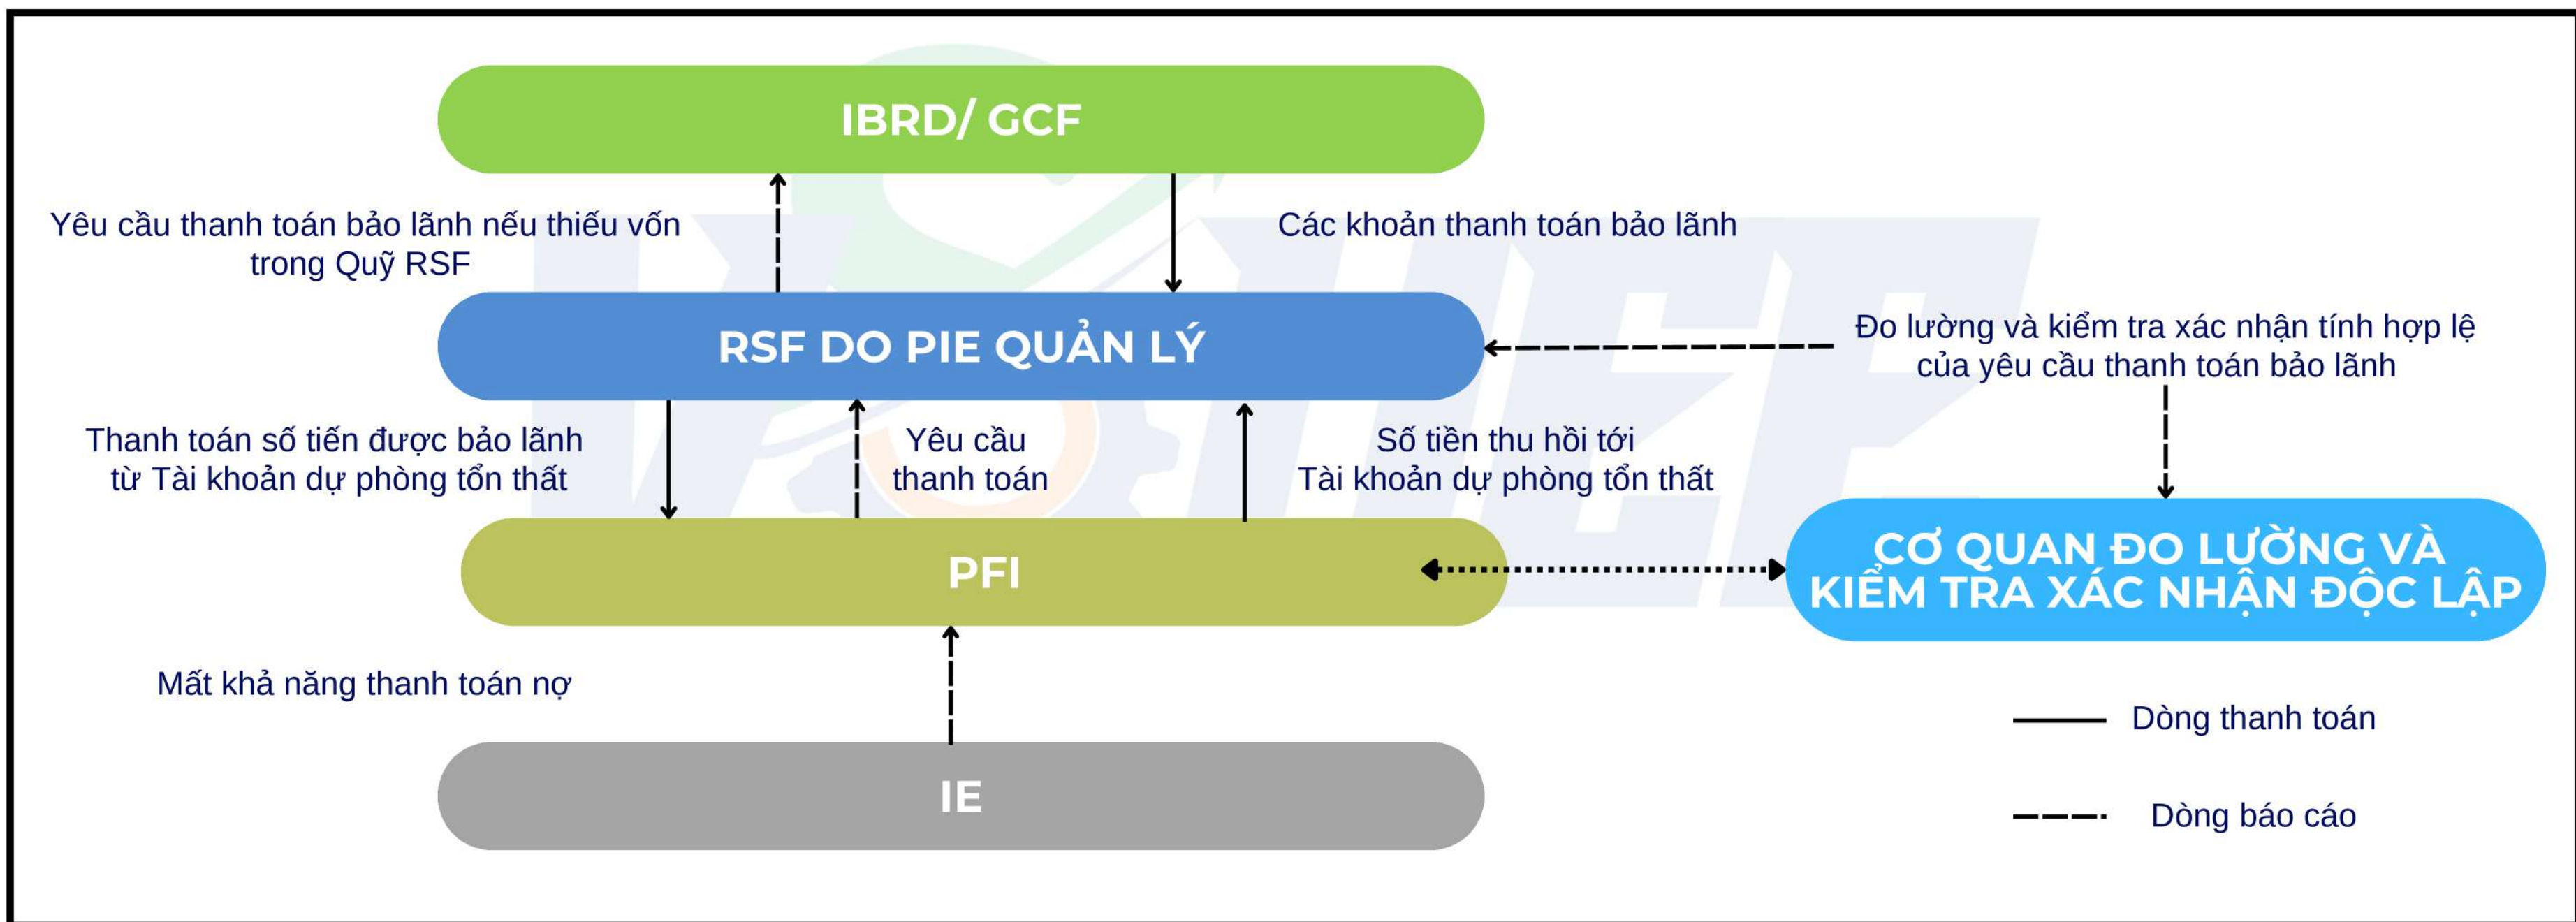 IBRD/ GCF
Yêu cầu thanh toán bảo lãnh nếu thiếu vốn
trong Quỹ RSF
Các khoản thanh toán bảo lãnh
RSF DO PIE QUẢN LÝ
Đo lường và kiểm tra xác nhận tính hợp lệ
của yêu cầu thanh toán bảo lãnh
Thanh toán số tiền được bảo lãnh
từ Tài khoản dự phòng tổn thất
Yêu cầu
thanh toán
Số tiền thu hồi tới
Tài khoản dự phòng tổn thất
PFI
CƠ QUAN ĐO LƯỜNG VÀ
KIỂM TRA XÁC NHẬN ĐỘC LẬP
Mất khả năng thanh toán nợ
IE
Dòng thanh toán
Dòng báo cáo